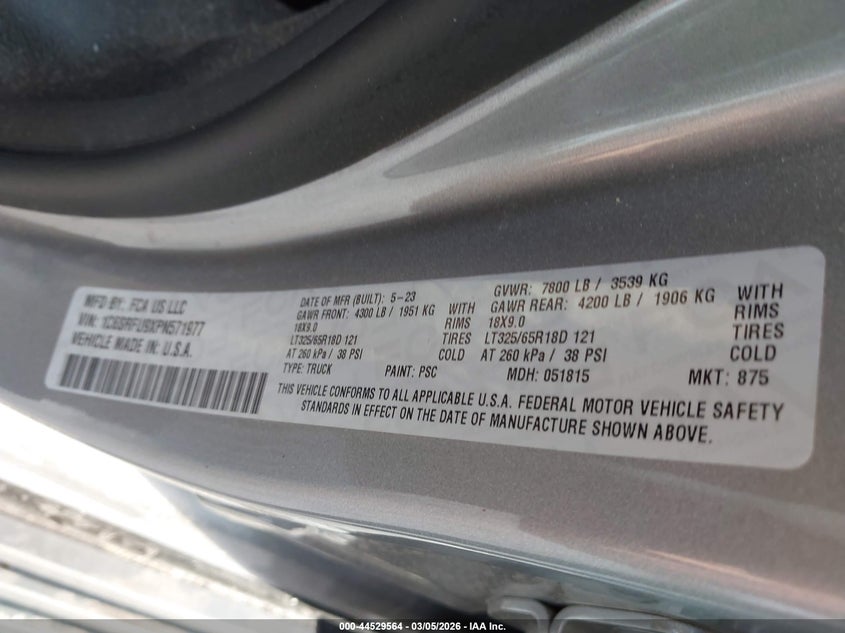 MFD BY: FCA US LLC
VIN: 1C6SRFU9XPN571977
VEHICLE MADE IN: U.S.A.
DATE OF MFR (BUILT): 5-23
GAWR FRONT: 4300 LB / 1951 KG WITH
18X9.0 RIMS
LT325/65R18D 121 TIRES
AT 260 kPa / 38 PSI COLD
GVWR: 7800 LB / 3539 KG
GAWR REAR: 4200 LB / 1906 KG WITH
18X9.0 RIMS
LT325/65R18D 121 TIRES
AT 260 kPa / 38 PSI COLD
TYPE: TRUCK PAINT: PSC MDH: 051815 MKT: 875
THIS VEHICLE CONFORMS TO ALL APPLICABLE U.S.A. FEDERAL MOTOR VEHICLE SAFETY
STANDARDS IN EFFECT ON THE DATE OF MANUFACTURE SHOWN ABOVE.
000-44529564 | 03/05/2026 - IAA Inc.